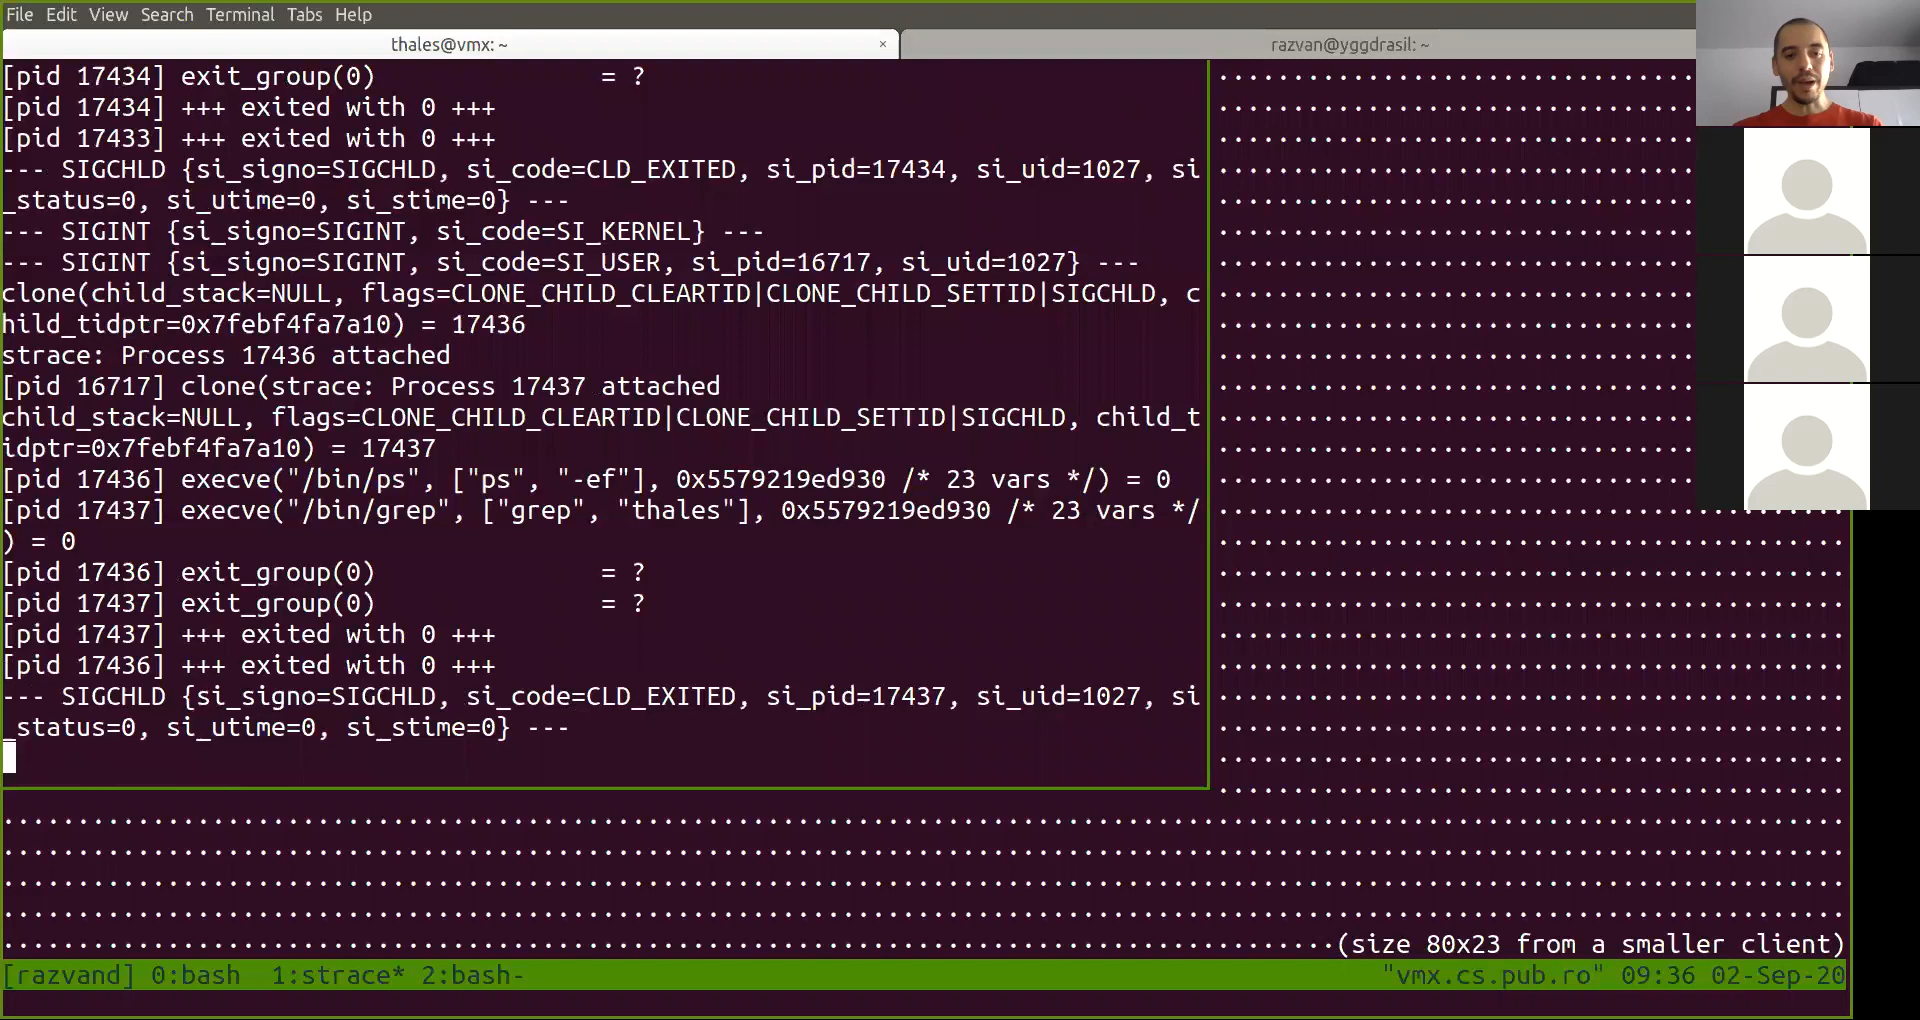 File Edit View Search Terminal Tabs Help
thales@vmx: ~ × razvan@yggdrasil: ~
[pid 17434] exit_group(0) = ?
[pid 17434] +++ exited with 0 +++
[pid 17433] +++ exited with 0 +++
--- SIGCHLD {si_signo=SIGCHLD, si_code=CLD_EXITED, si_pid=17434, si_uid=1027, si
_status=0, si_utime=0, si_stime=0} ---
--- SIGINT {si_signo=SIGINT, si_code=SI_KERNEL} ---
--- SIGINT {si_signo=SIGINT, si_code=SI_USER, si_pid=16717, si_uid=1027} ---
clone(child_stack=NULL, flags=CLONE_CHILD_CLEARTID|CLONE_CHILD_SETTID|SIGCHLD, c
hild_tidptr=0x7febf4fa7a10) = 17436
strace: Process 17436 attached
[pid 16717] clone(strace: Process 17437 attached
child_stack=NULL, flags=CLONE_CHILD_CLEARTID|CLONE_CHILD_SETTID|SIGCHLD, child_t
idptr=0x7febf4fa7a10) = 17437
[pid 17436] execve("/bin/ps", ["ps", "-ef"], 0x5579219ed930 /* 23 vars */) = 0
[pid 17437] execve("/bin/grep", ["grep", "thales"], 0x5579219ed930 /* 23 vars */
) = 0
[pid 17436] exit_group(0) = ?
[pid 17437] exit_group(0) = ?
[pid 17437] +++ exited with 0 +++
[pid 17436] +++ exited with 0 +++
--- SIGCHLD {si_signo=SIGCHLD, si_code=CLD_EXITED, si_pid=17437, si_uid=1027, si
_status=0, si_utime=0, si_stime=0} ---
(size 80x23 from a smaller client)
[razvand] 0:bash 1:strace* 2:bash- "vmx.cs.pub.ro" 09:36 02-Sep-20